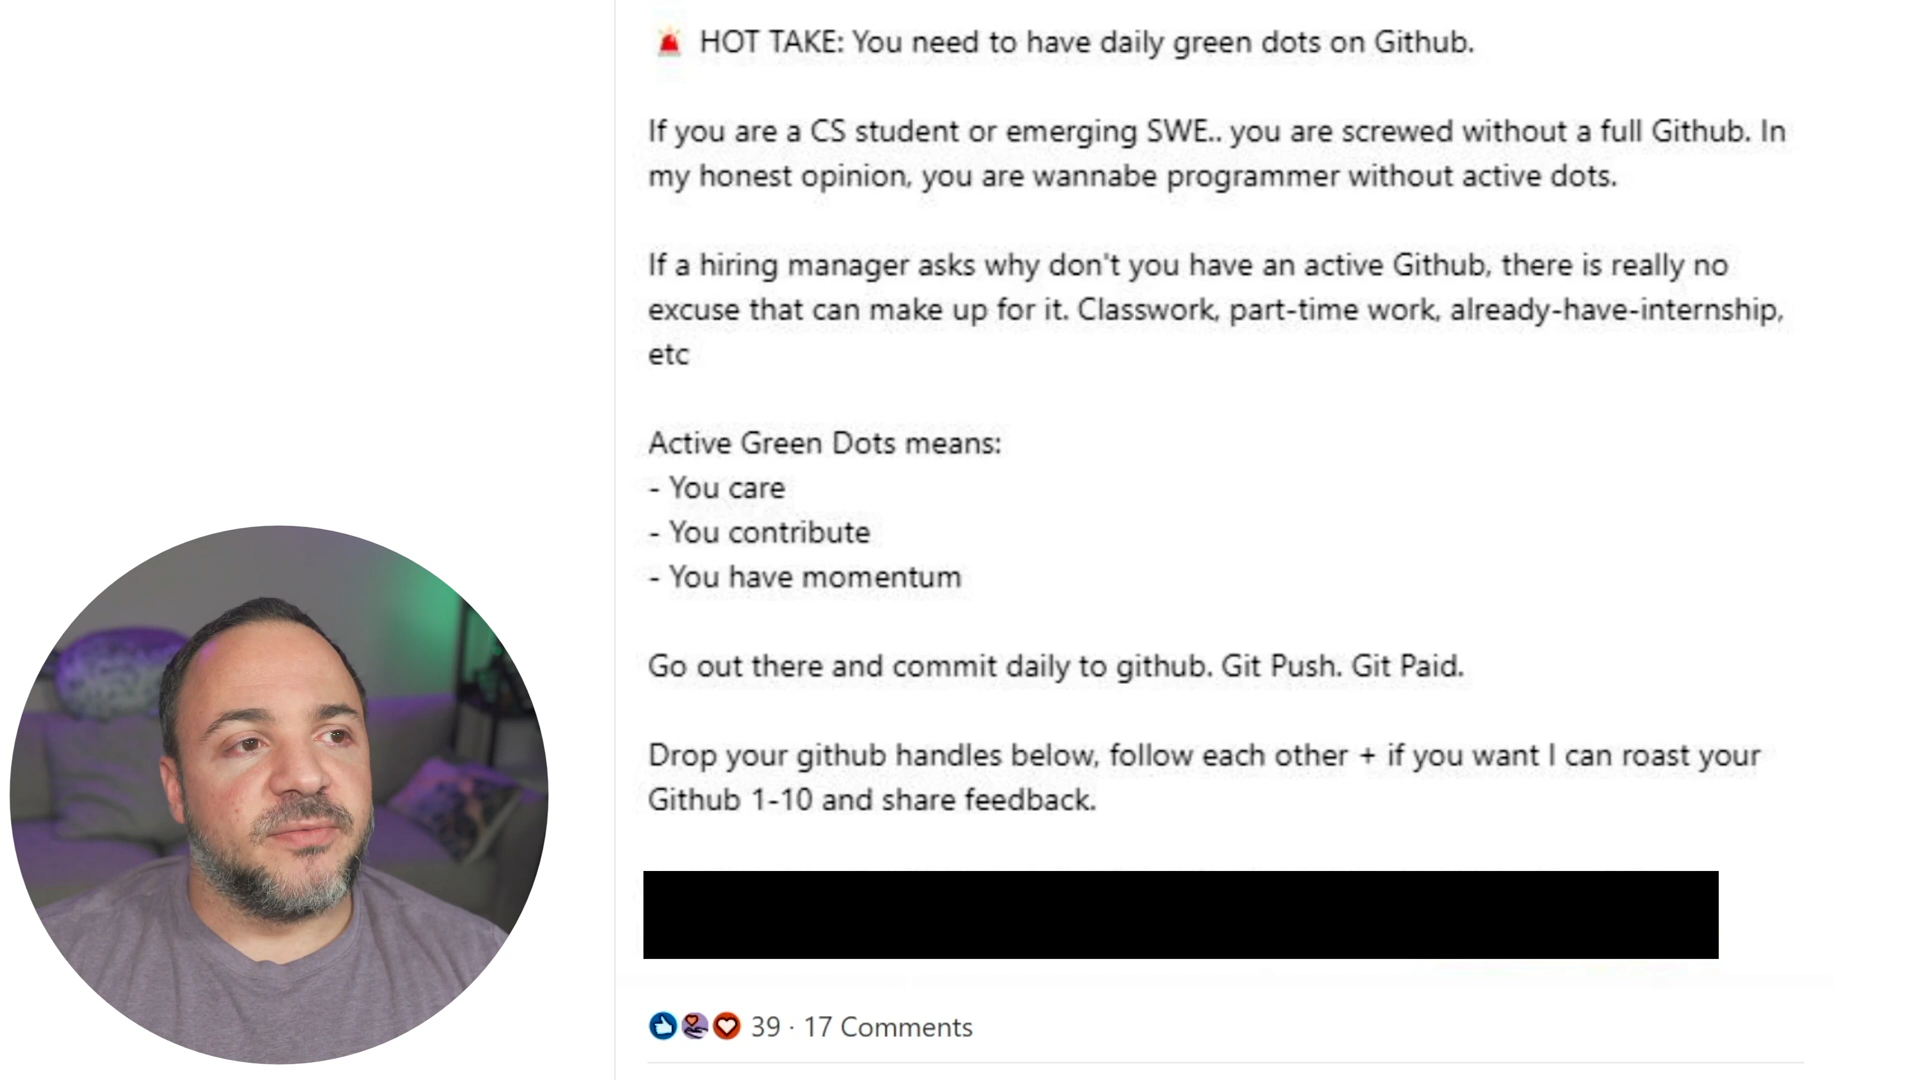 🚨 HOT TAKE: You need to have daily green dots on Github.
If you are a CS student or emerging SWE.. you are screwed without a full Github. In
my honest opinion, you are wannabe programmer without active dots.
If a hiring manager asks why don't you have an active Github, there is really no
excuse that can make up for it. Classwork, part-time work, already-have-internship,
etc
Active Green Dots means:
- You care
- You contribute
- You have momentum
Go out there and commit daily to github. Git Push. Git Paid.
Drop your github handles below, follow each other + if you want I can roast your
Github 1-10 and share feedback.
39 · 17 Comments